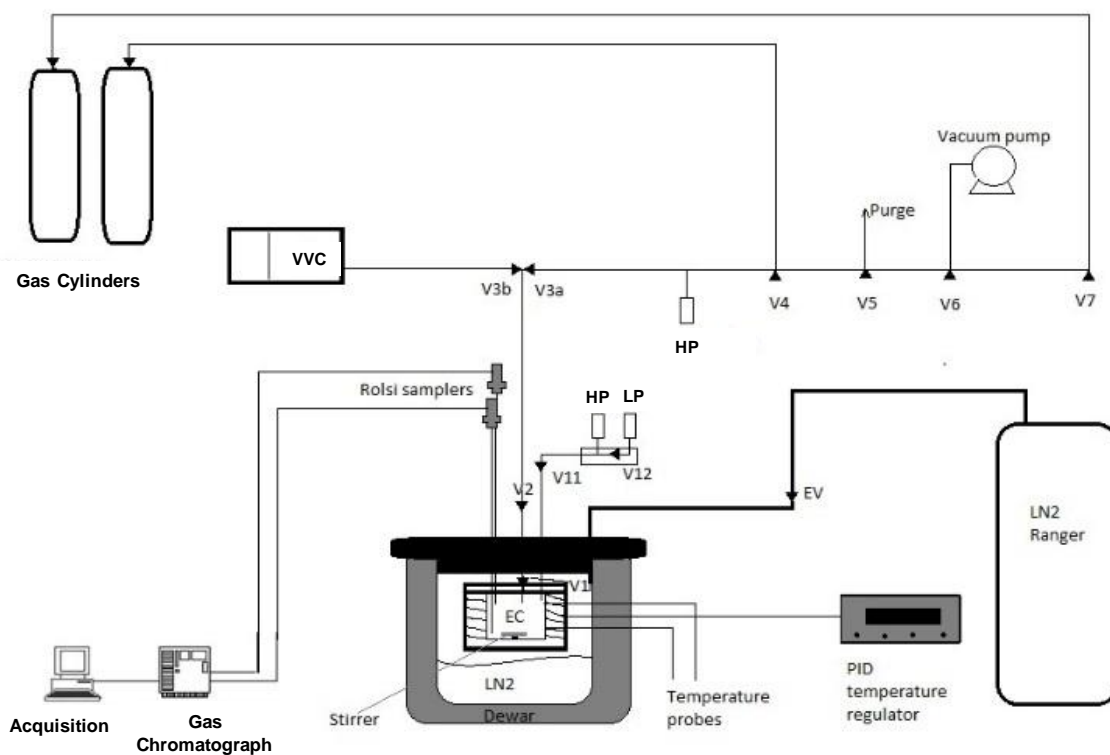 Vacuum pump
Purge
VVC
Gas Cylinders
V3b
V3a
V4
V5
V6
V7
HP
Rolsi samplers
HP
LP
V11
V12
V2
EV
LN2
Ranger
V1
EC
LN2
Stirrer
Dewar
Temperature
probes
PID
temperature
regulator
Acquisition
Gas
Chromatograph